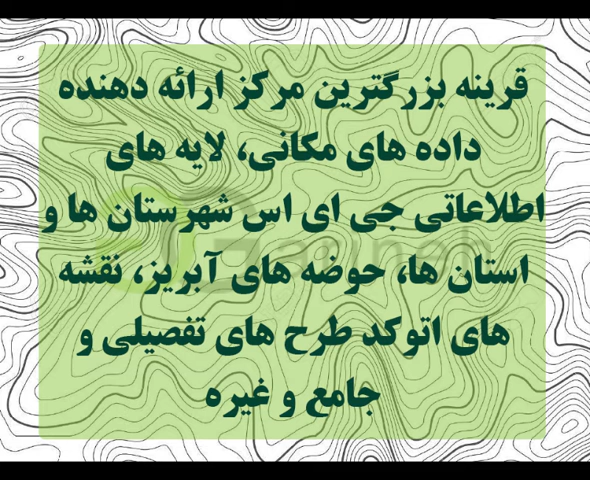 قرینه بزرگترین مرکز ارائه دهنده
داده های مکانی، لایه های
اطلاعاتی جی ای اس شهرستان ها و
استان ها، حوضه های آبریز، نقشه
های اتوکد طرح های تفصیلی و
جامع و غیره